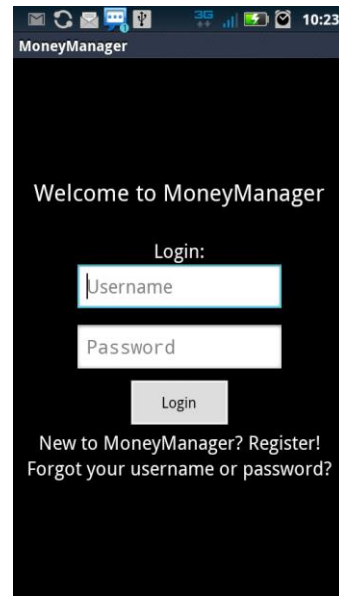 3G 10:23
MoneyManager
Welcome to MoneyManager
Login:
Username
Password
Login
New to MoneyManager? Register!
Forgot your username or password?